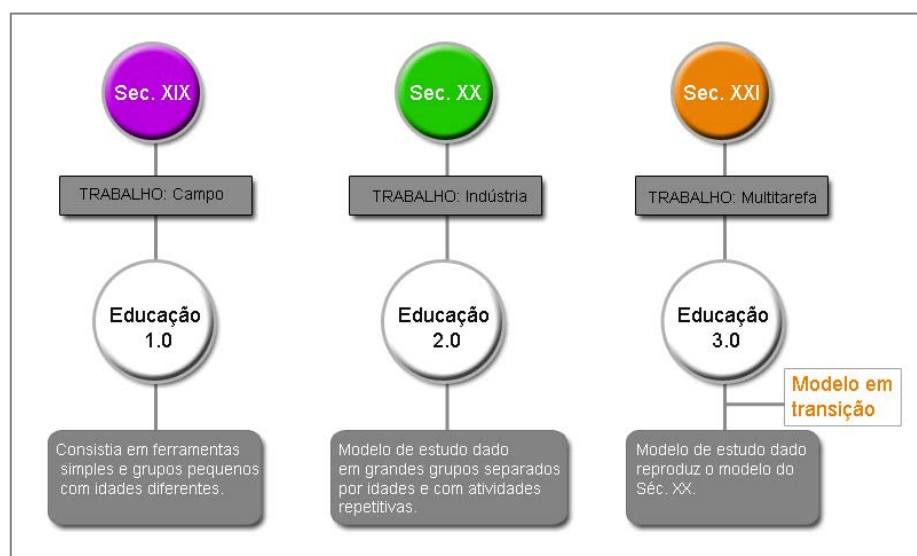 Sec. XIX
TRABALHO: Campo
Educação
1.0
Consistia em ferramentas
simples e grupos pequenos
com idades diferentes.
Sec. XX
TRABALHO: Indústria
Educação
2.0
Modelo de estudo dado
em grandes grupos separados
por idades e com atividades
repetitivas.
Sec. XXI
TRABALHO: Multitarefa
Educação
3.0
Modelo em
transição
Modelo de estudo dado
reproduz o modelo do
Séc. XX.